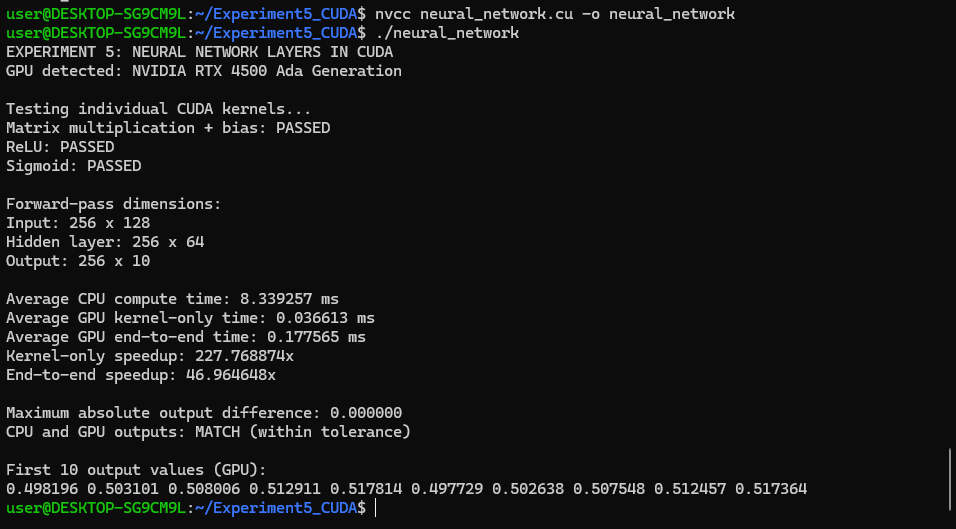 user@DESKTOP-SG9CM9L:~/Experiment5_CUDA$ nvcc neural_network.cu -o neural_network
user@DESKTOP-SG9CM9L:~/Experiment5_CUDA$ ./neural_network
EXPERIMENT 5: NEURAL NETWORK LAYERS IN CUDA
GPU detected: NVIDIA RTX 4500 Ada Generation
Testing individual CUDA kernels...
Matrix multiplication + bias: PASSED
ReLU: PASSED
Sigmoid: PASSED
Forward-pass dimensions:
Input: 256 x 128
Hidden layer: 256 x 64
Output: 256 x 10
Average CPU compute time: 8.339257 ms
Average GPU kernel-only time: 0.036613 ms
Average GPU end-to-end time: 0.177565 ms
Kernel-only speedup: 227.768874x
End-to-end speedup: 46.964648x
Maximum absolute output difference: 0.000000
CPU and GPU outputs: MATCH (within tolerance)
First 10 output values (GPU):
0.498196 0.503101 0.508006 0.512911 0.517814 0.497729 0.502638 0.507548 0.512457 0.517364
user@DESKTOP-SG9CM9L:~/Experiment5_CUDA$